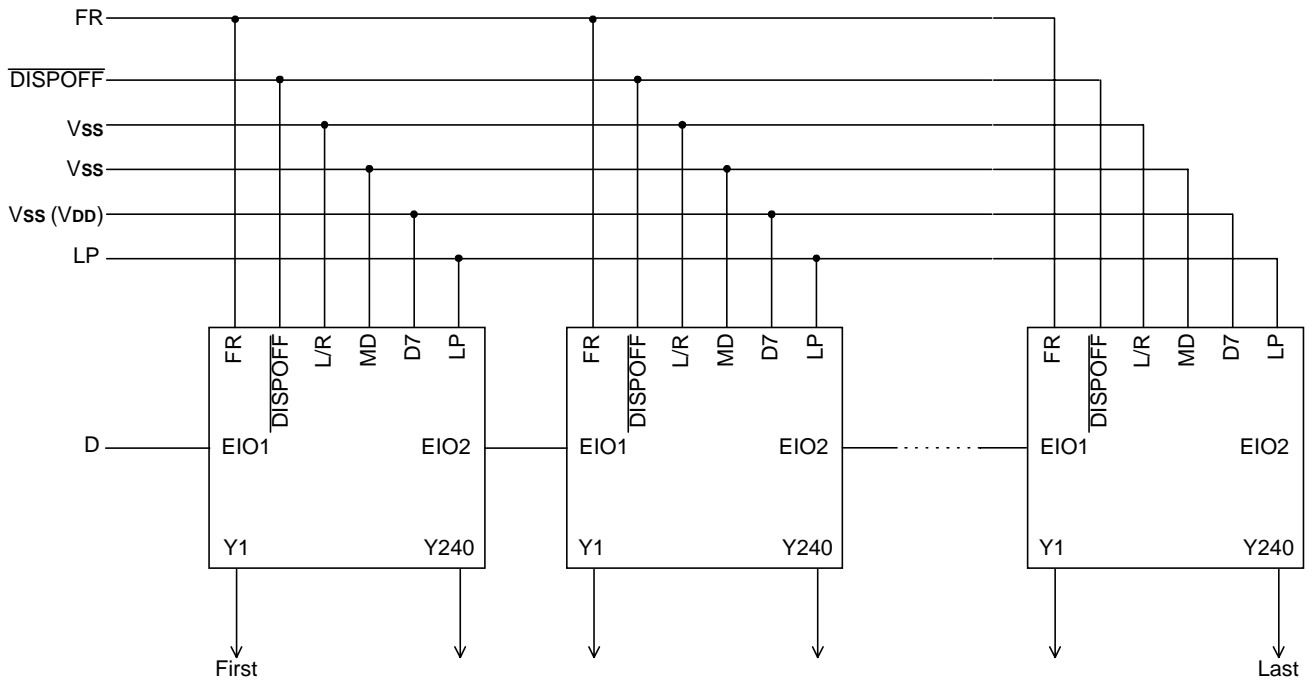 FR
DISPOFF
Vss
Vss
Vss (VDD)
LP
FR DISPOFF L/R MD D7 LP
FR DISPOFF L/R MD D7 LP
FR DISPOFF L/R MD D7 LP
D
EIO1 EIO2
EIO1 EIO2
EIO1 EIO2
Y1 Y240
Y1 Y240
Y1 Y240
First
Last